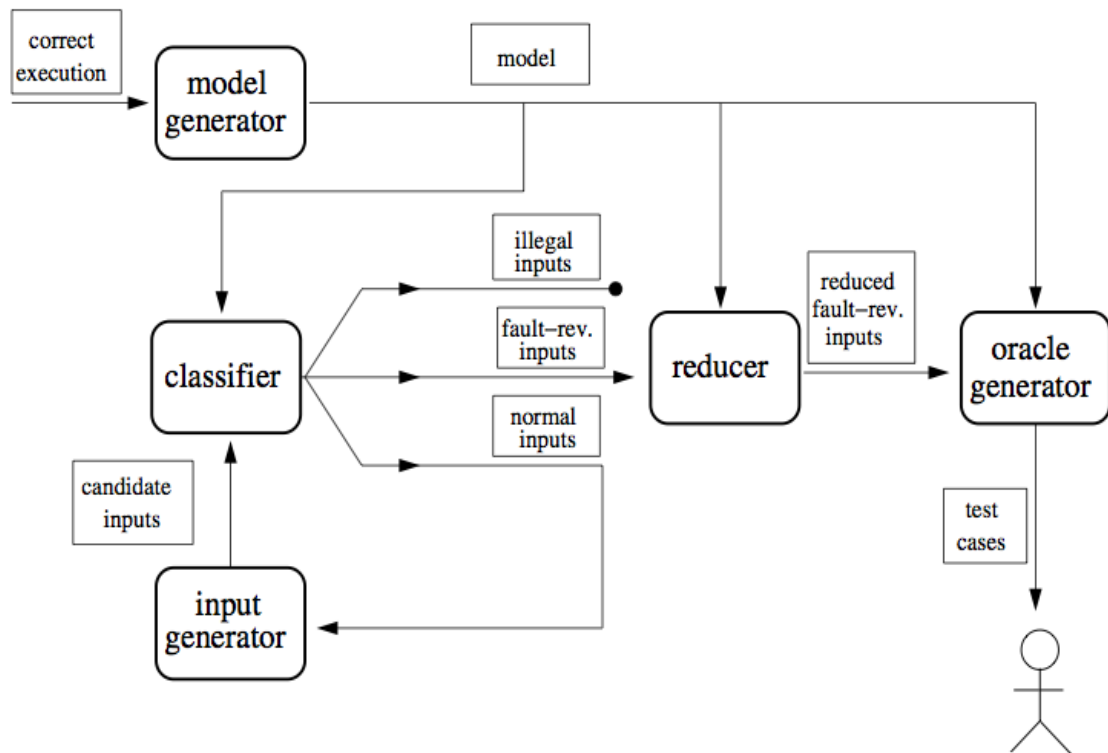 correct
execution
model
generator
model
illegal
inputs
fault−rev.
inputs
normal
inputs
classifier
reducer
reduced
fault−rev.
inputs
oracle
generator
candidate
inputs
input
generator
test
cases